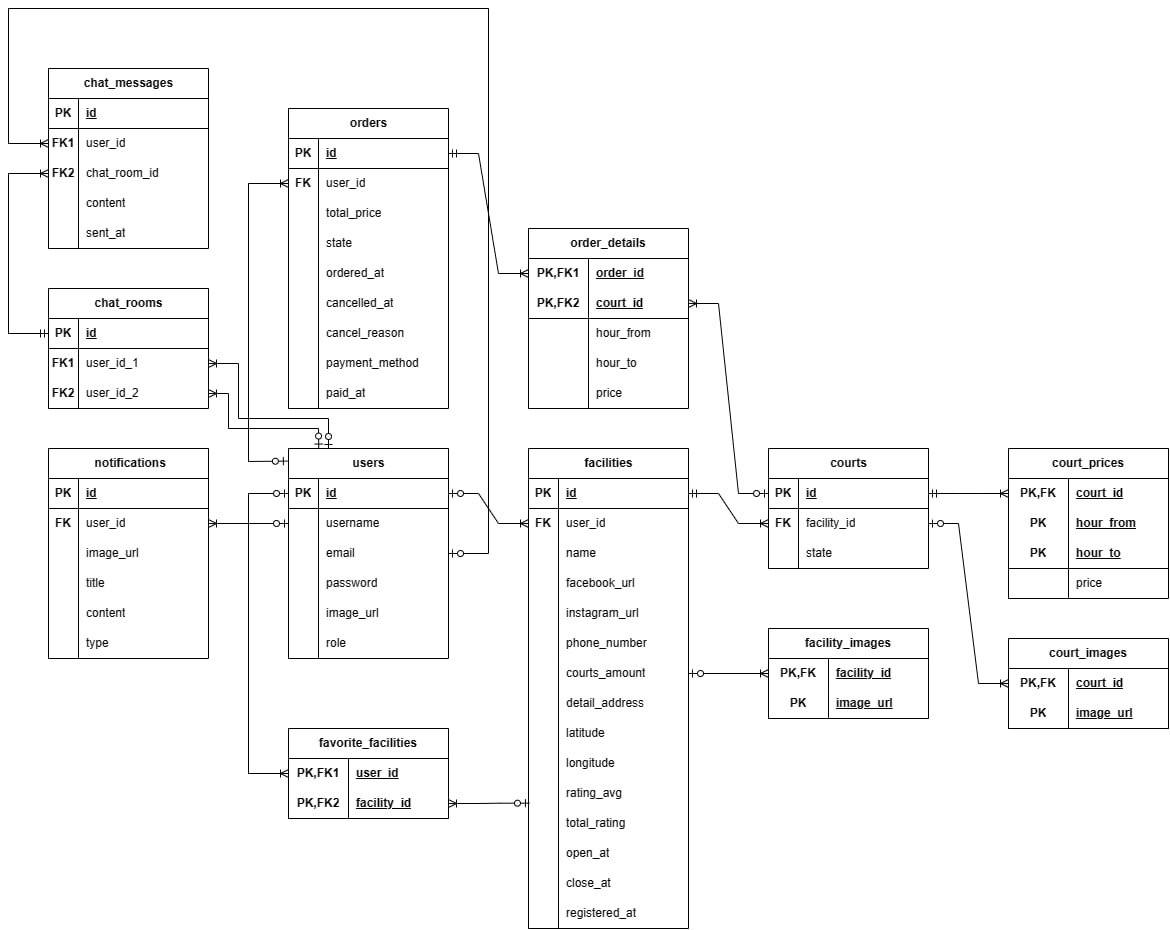 chat_messages
PK id
FK1 user_id
FK2 chat_room_id
content
sent_at
chat_rooms
PK id
FK1 user_id_1
FK2 user_id_2
notifications
PK id
FK user_id
image_url
title
content
type
orders
PK id
FK user_id
total_price
state
ordered_at
cancelled_at
cancel_reason
payment_method
paid_at
users
PK id
username
email
password
image_url
role
favorite_facilities
PK,FK1 user_id
PK,FK2 facility_id
order_details
PK,FK1 order_id
PK,FK2 court_id
hour_from
hour_to
price
facilities
PK id
FK user_id
name
facebook_url
instagram_url
phone_number
courts_amount
detail_address
latitude
longitude
rating_avg
total_rating
open_at
close_at
registered_at
courts
PK id
FK facility_id
state
facility_images
PK,FK facility_id
PK image_url
court_prices
PK,FK court_id
PK hour_from
PK hour_to
price
court_images
PK,FK court_id
PK image_url